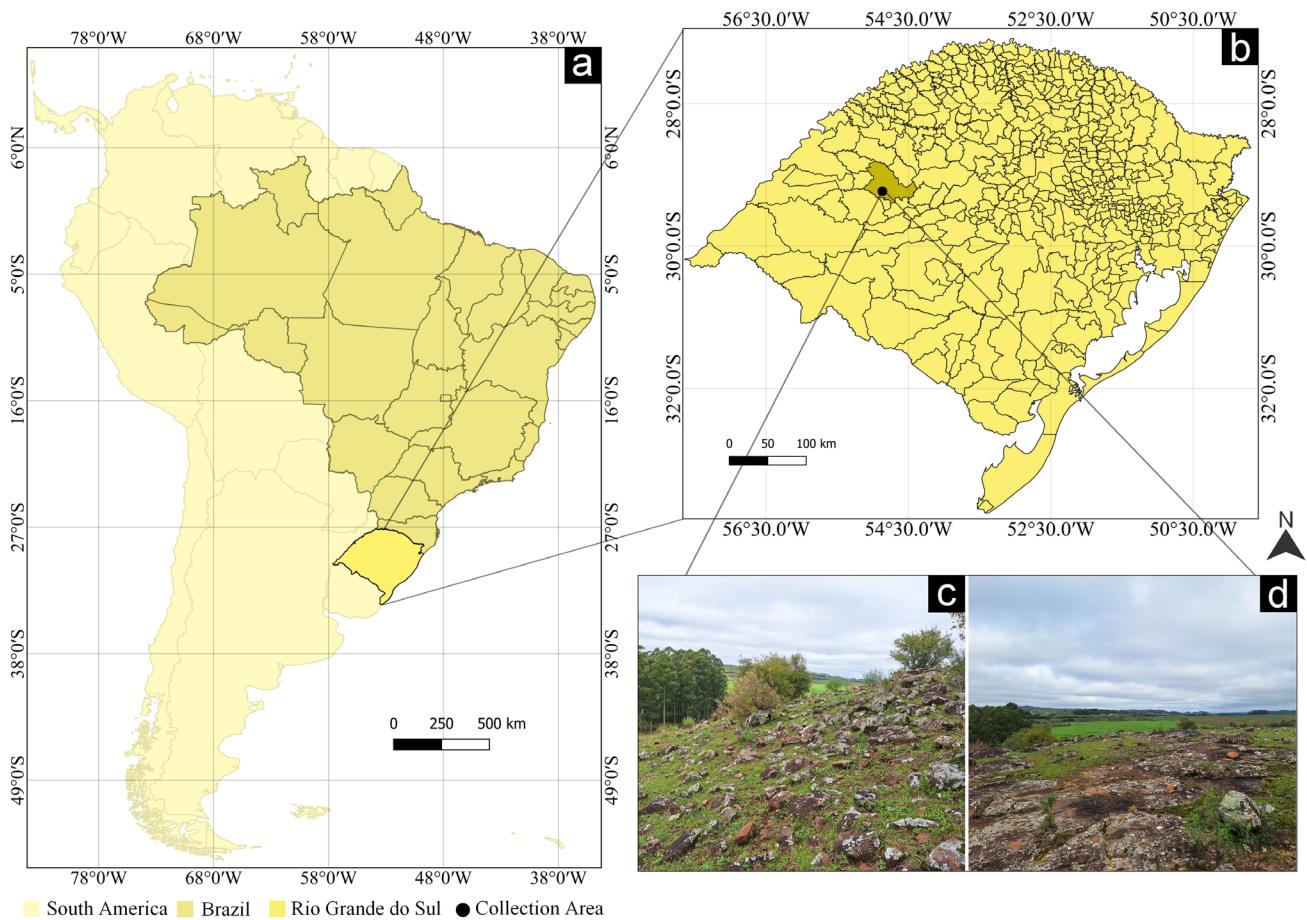 78°0'W 68°0'W 58°0'W 48°0'W 38°0'W
a
6°0'N 6°0'N
5°0'S 5°0'S
16°0'S 16°0'S
27°0'S 27°0'S
38°0'S 38°0'S
49°0'S 49°0'S
0 250 500 km
78°0'W 68°0'W 58°0'W 48°0'W 38°0'W
56°30.0'W 54°30.0'W 52°30.0'W 50°30.0'W
b
28°0.0'S 28°0.0'S
30°0.0'S 30°0.0'S
32°0.0'S 32°0.0'S
0 50 100 km
56°30.0'W 54°30.0'W 52°30.0'W 50°30.0'W
N
c
d
South America Brazil Rio Grande do Sul Collection Area